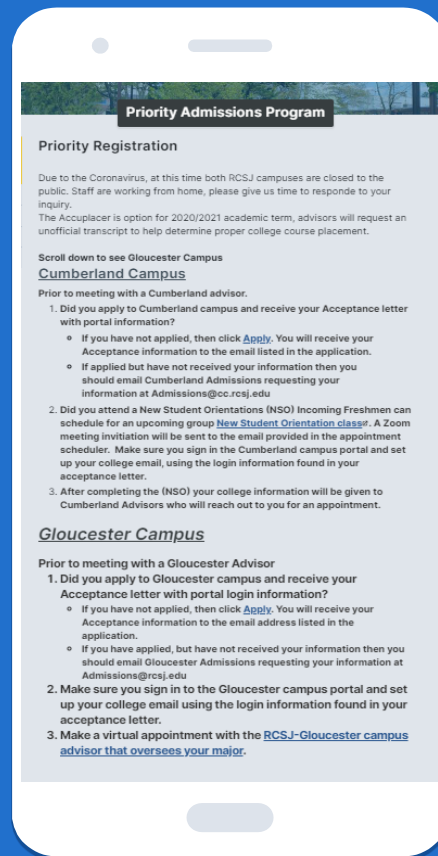 Priority Admissions Program
Priority Registration
Due to the Coronavirus, at this time both RCSJ campuses are closed to the
public. Staff are working from home, please give us time to responde to your
inquiry.
The Accuplacer is option for 2020/2021 academic term, advisors will request an
unofficial transcript to help determine proper college course placement.
Scroll down to see Gloucester Campus
Cumberland Campus
Prior to meeting with a Cumberland advisor.
1. Did you apply to Cumberland campus and receive your Acceptance letter
with portal information?
If you have not applied, then click Apply. You will receive your
Acceptance information to the email listed in the application.
If applied but have not received your information then you
should email Cumberland Admissions requesting your
information at Admissions@cc.rcsj.edu
2. Did you attend a New Student Orientations (NSO) Incoming Freshmen can
schedule for an upcoming group New Student Orientation class. A Zoom
meeting invitiation will be sent to the email provided in the appointment
scheduler. Make sure you sign in the Cumberland campus portal and set
up your college email, using the login information found in your
acceptance letter.
3. After completing the (NSO) your college information will be given to
Cumberland Advisors who will reach out to you for an appointment.
Gloucester Campus
Prior to meeting with a Gloucester Advisor
1. Did you apply to Gloucester campus and receive your
Acceptance letter with portal login information?
If you have not applied, then click Apply. You will receive your
Acceptance information to the email address listed in the
application.
If you have applied, but have not received your information then you
should email Gloucester Admissions requesting your information at
Admissions@rcsj.edu
2. Make sure you sign in to the Gloucester campus portal and set
up your college email using the login information found in your
acceptance letter.
3. Make a virtual appointment with the RCSJ-Gloucester campus
advisor that oversees your major.